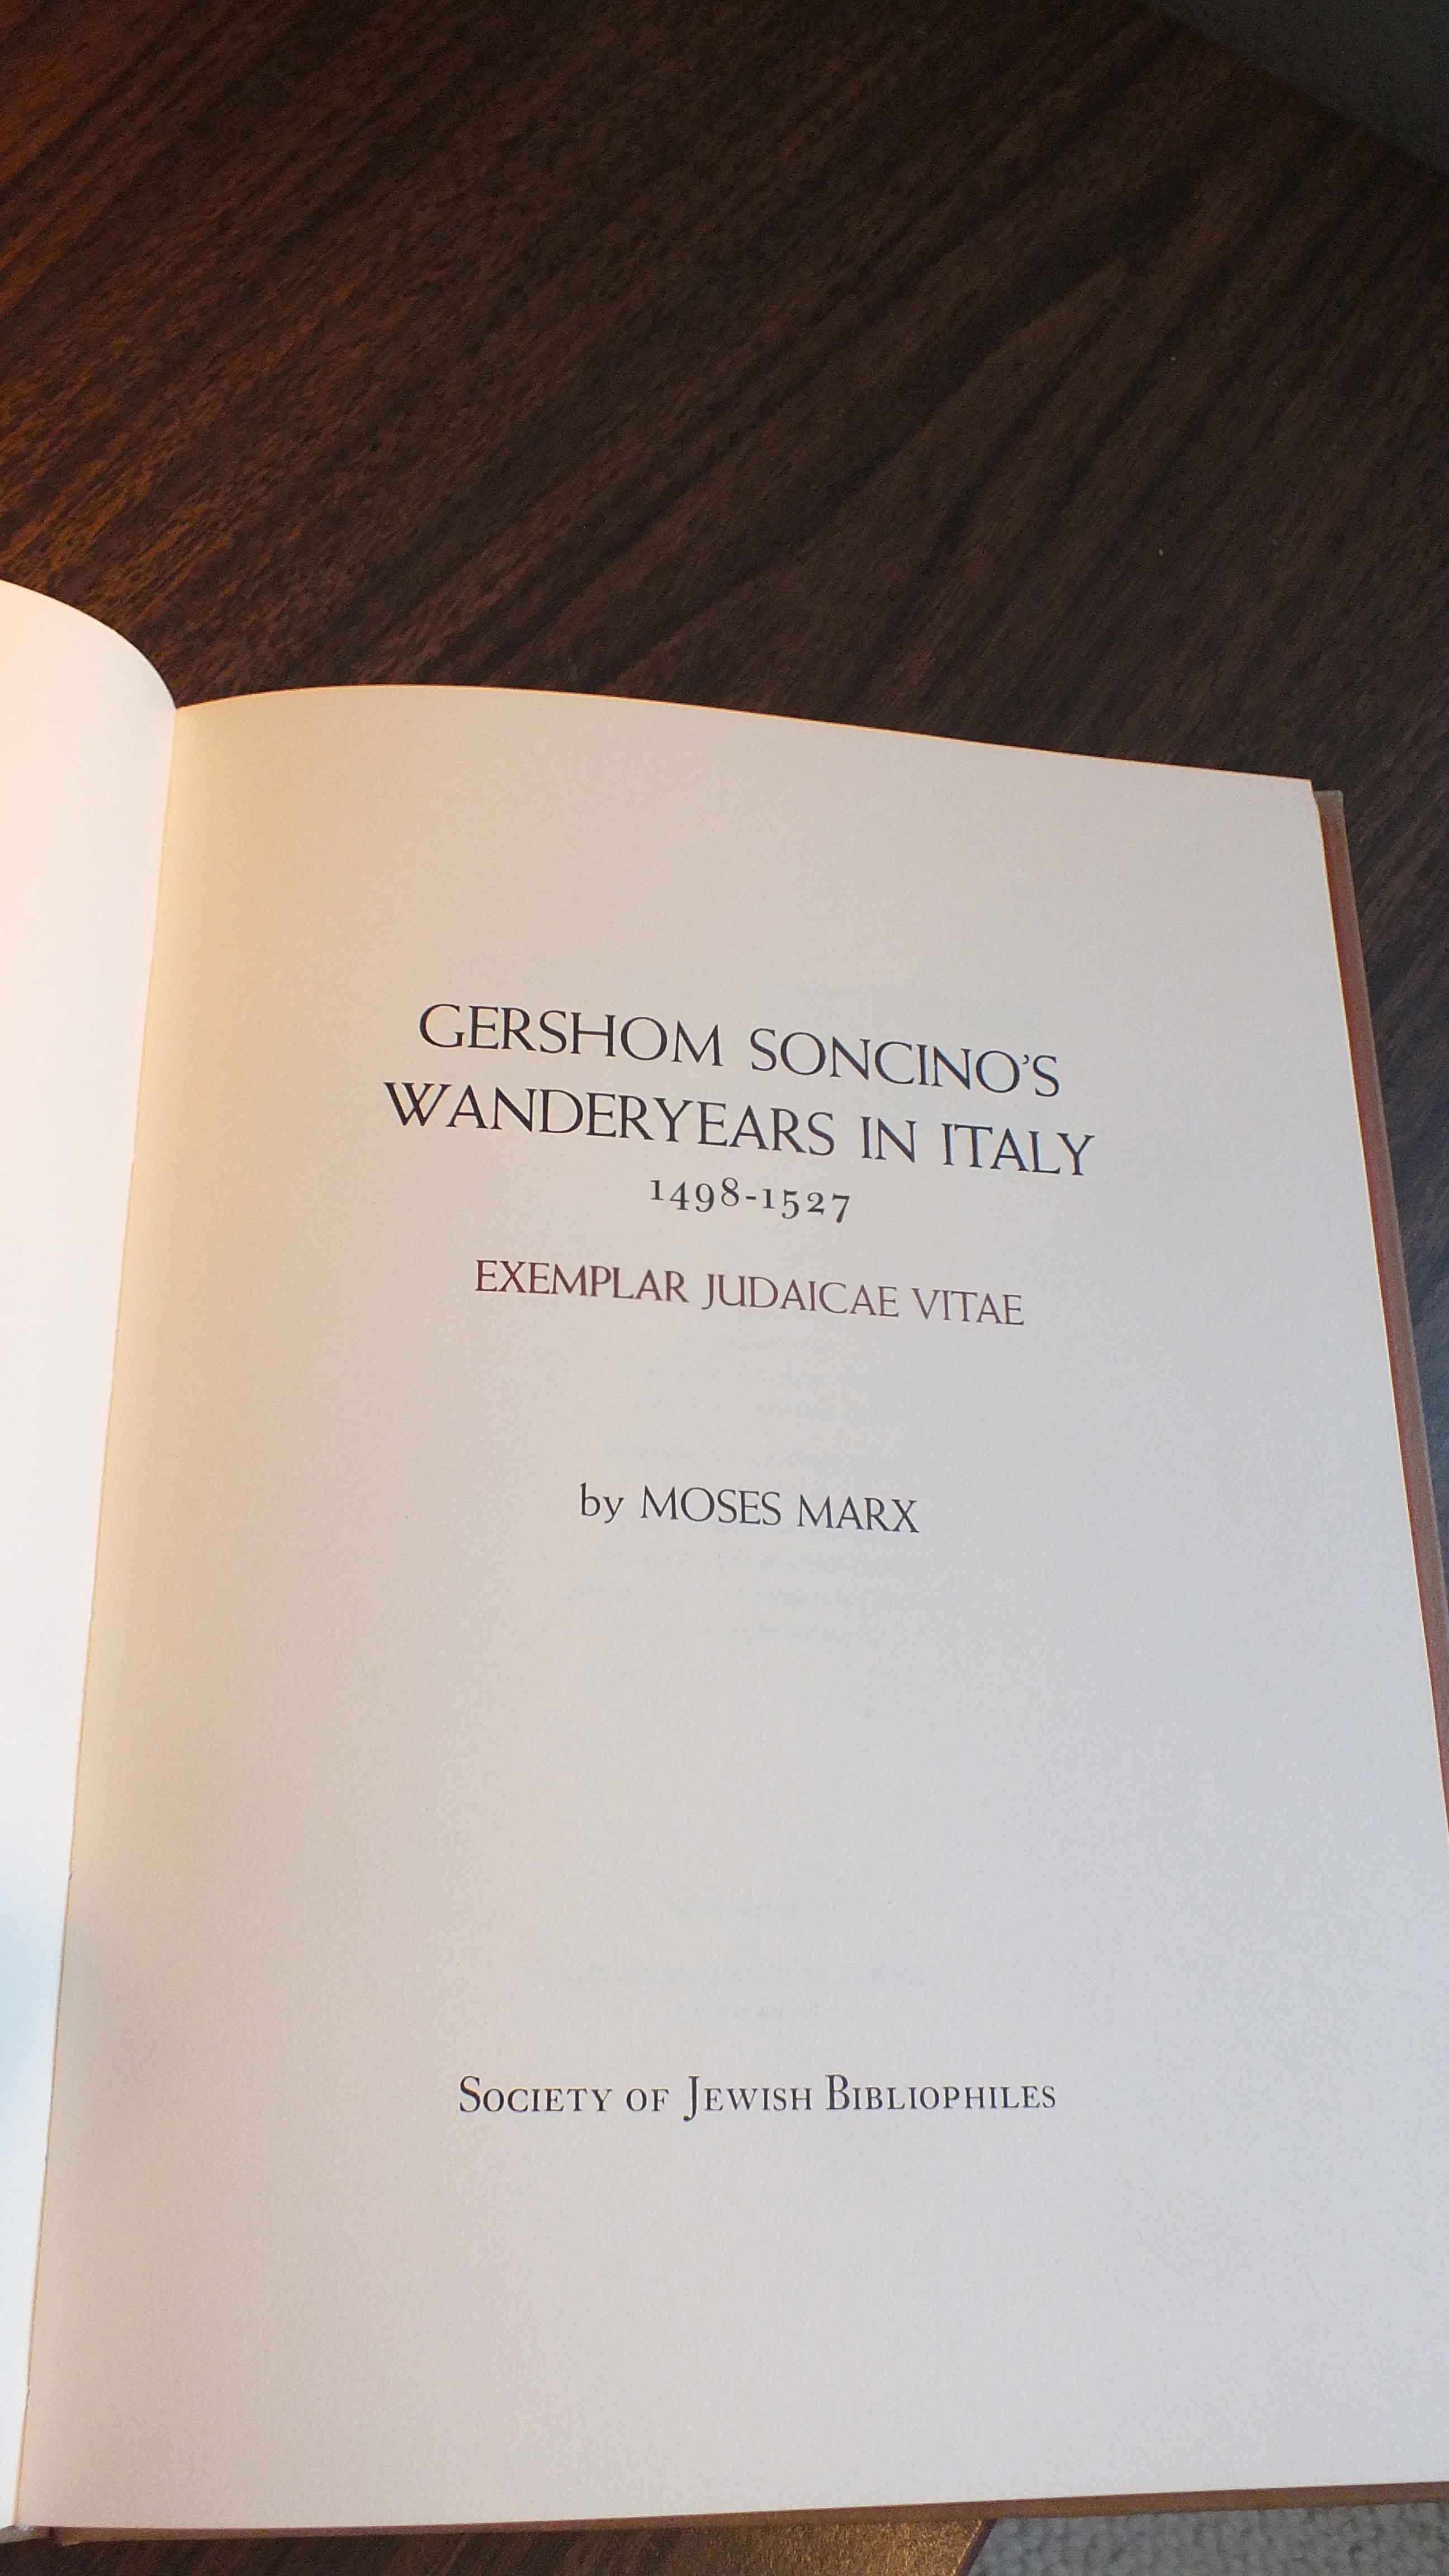 GERSHOM SONCINO'S
WANDERYEARS IN ITALY
1498-1527
EXEMPLAR JUDAICAE VITAE
by MOSES MARX
SOCIETY OF JEWISH BIBLIOPHILES